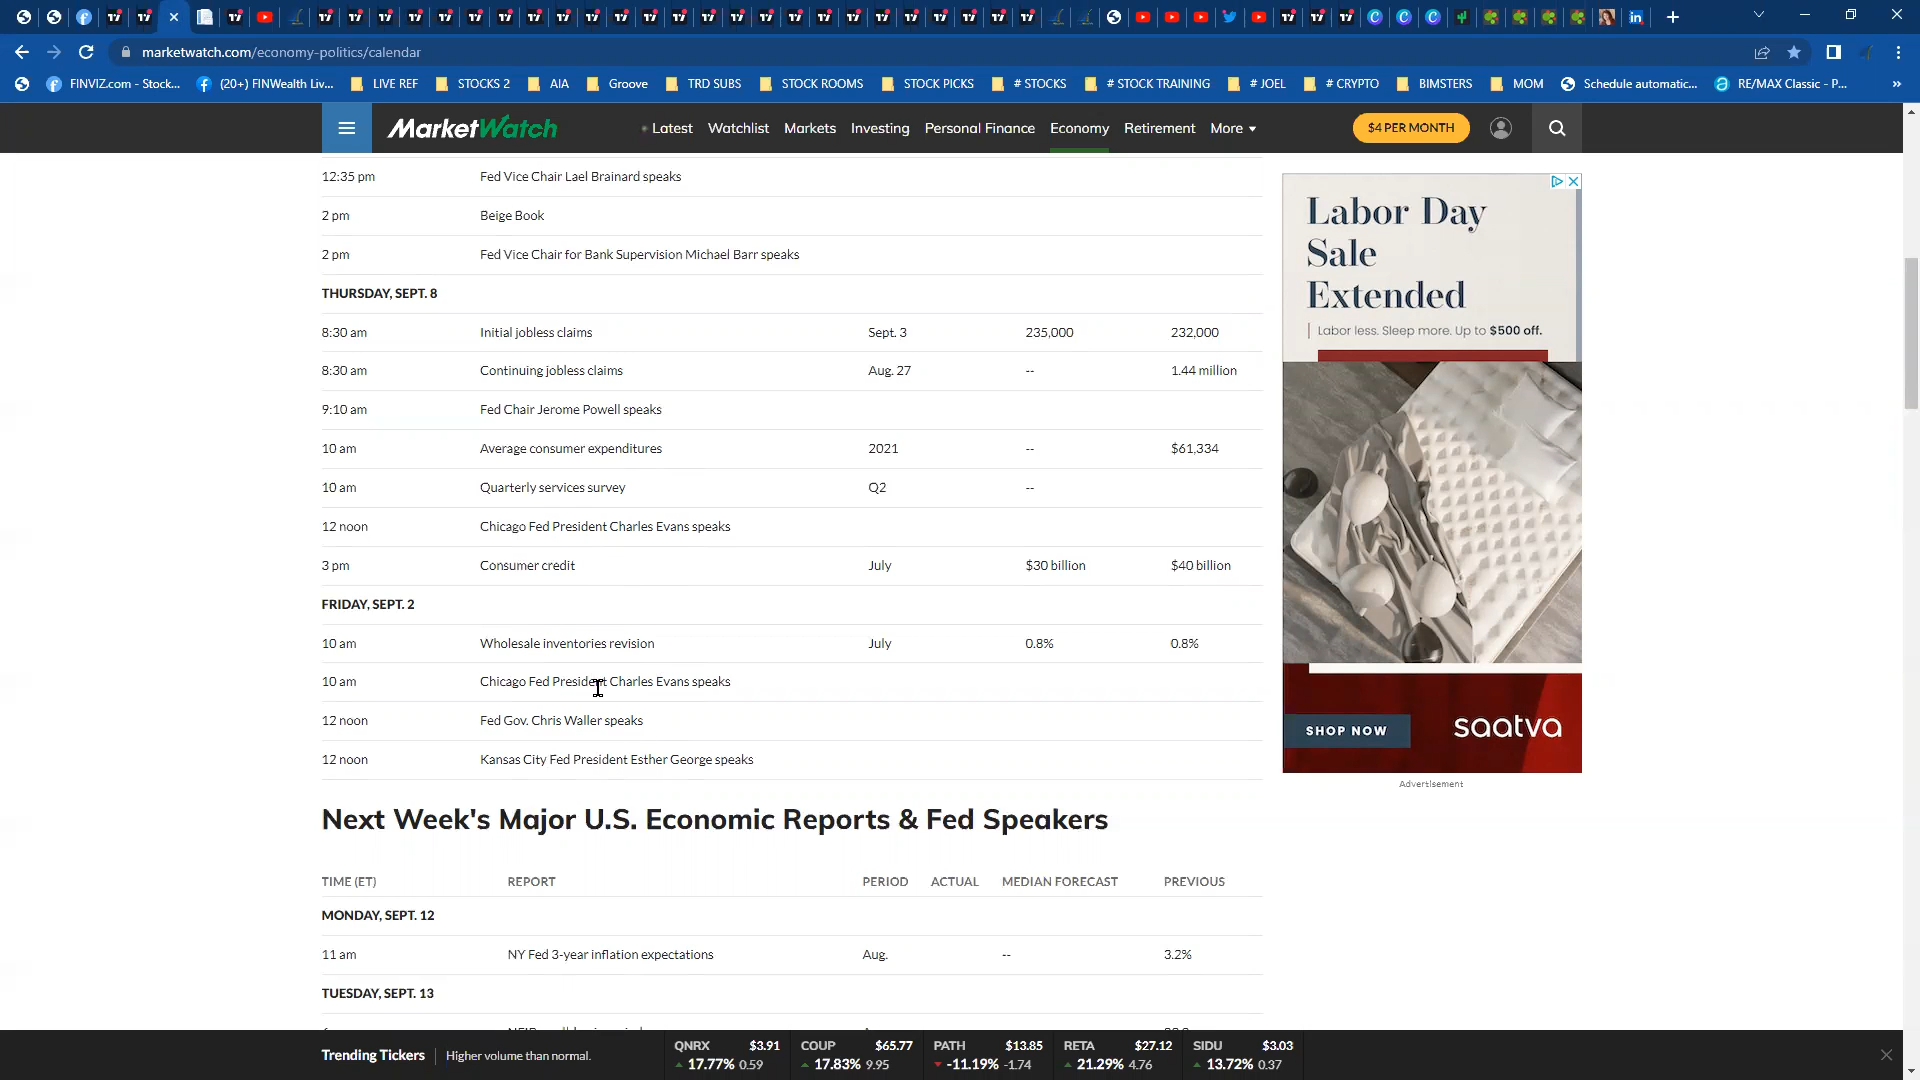 marketwatch.com/economy-politics/calendar
FINVIZ.com - Stock... (20+) FINWealth Liv... LIVE REF STOCKS 2 AIA Groove TRD SUBS STOCK ROOMS STOCK PICKS # STOCKS # STOCK TRAINING # JOEL # CRYPTO BIMSTERS MOM Schedule automatic... RE/MAX Classic - P... »
MarketWatch Latest Watchlist Markets Investing Personal Finance Economy Retirement More $4 PER MONTH
12:35 pm Fed Vice Chair Lael Brainard speaks
2 pm Beige Book
2 pm Fed Vice Chair for Bank Supervision Michael Barr speaks
THURSDAY, SEPT. 8
8:30 am Initial jobless claims Sept. 3 235,000 232,000
8:30 am Continuing jobless claims Aug. 27 -- 1.44 million
9:10 am Fed Chair Jerome Powell speaks
10 am Average consumer expenditures 2021 -- $61,334
10 am Quarterly services survey Q2 --
12 noon Chicago Fed President Charles Evans speaks
3 pm Consumer credit July $30 billion $40 billion
FRIDAY, SEPT. 2
10 am Wholesale inventories revision July 0.8% 0.8%
10 am Chicago Fed President Charles Evans speaks
12 noon Fed Gov. Chris Waller speaks
12 noon Kansas City Fed President Esther George speaks
Next Week's Major U.S. Economic Reports & Fed Speakers
TIME (ET) REPORT PERIOD ACTUAL MEDIAN FORECAST PREVIOUS
MONDAY, SEPT. 12
11 am NY Fed 3-year inflation expectations Aug. -- 3.2%
TUESDAY, SEPT. 13
Labor Day
Sale
Extended
Labor less. Sleep more. Up to $500 off.
SHOP NOW saatva
Advertisement
Trending Tickers Higher volume than normal.
QNRX $3.91
17.77% 0.59
COUP $65.77
17.83% 9.95
PATH $13.85
-11.19% -1.74
RETA $27.12
21.29% 4.76
SIDU $3.03
13.72% 0.37